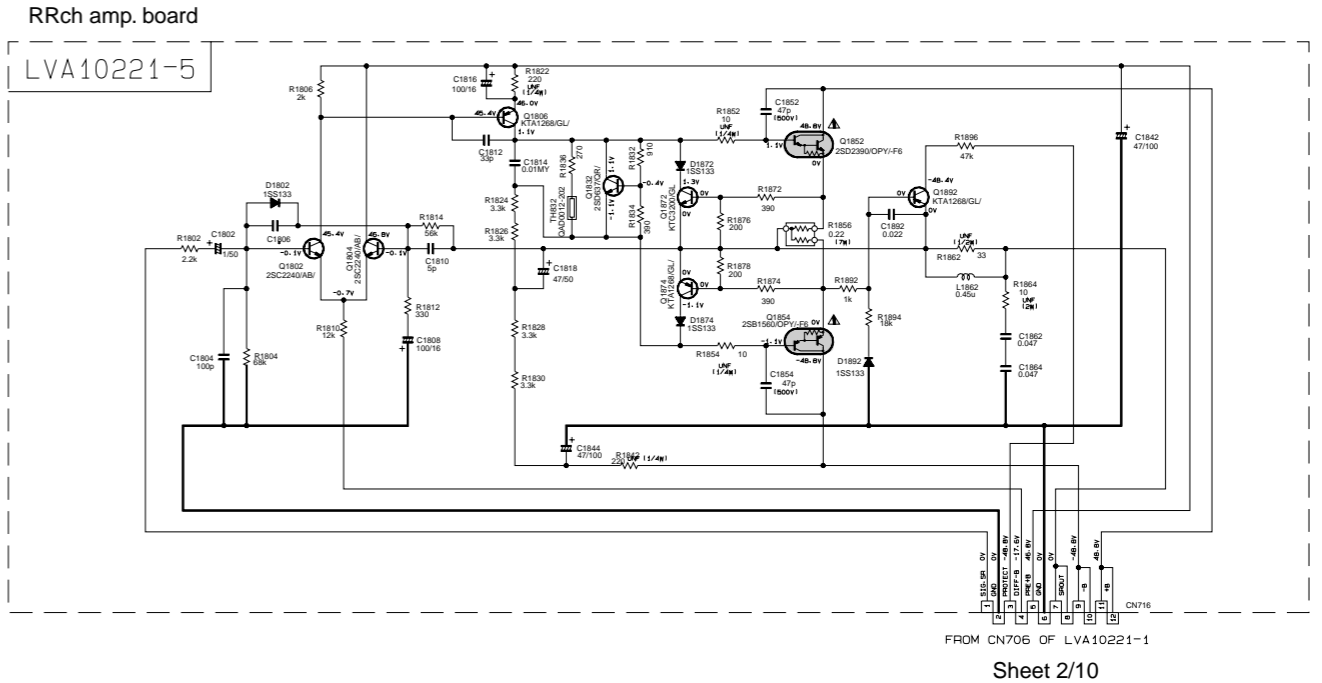 RRch amp. board
LVA10221-5
R1806
2k
C1816
100/16
R1822
220
UNF
(1/4W)
45.4V
46.0V
Q1806
KTA1268/GL/
1.1V
C1812
33p
C1814
0.01MY
R1836
270
TH832
QAD0012-202
Q1832
2SD637/QR/
1.1V
-1.1V
R1832
910
-0.4V
R1834
390
D1872
1SS133
1.3V
0V
0V
Q1872
KTC3200/GL
R1852
10
UNF
(1/4W)
C1852
47p
(500V)
48.8V
1.1V
0V
Q1852
2SD2390/OPY/-F6
R1872
390
R1876
200
R1878
200
R1874
390
R1856
0.22
(7W)
R1896
47k
-48.4V
0V
0V
Q1892
KTA1268/GL/
C1892
0.022
UNF
(1/2W)
R1862
33
L1862
0.45u
R1864
10
UNF
(2W)
C1862
0.047
C1864
0.047
C1842
47/100
D1802
1SS133
C1806
R1802
2.2k
C1802
1/50
-0.1V
45.4V
Q1802
2SC2240/AB/
46.8V
-0.1V
Q1804
2SC2240/AB/
R1814
56k
C1810
5p
R1824
3.3k
R1826
3.3k
C1818
47/50
-0.7V
R1810
12k
R1812
330
C1808
100/16
C1804
100p
R1804
68k
R1828
3.3k
R1830
3.3k
Q1874
KTA1268/GL/
0V
0V
-1.1V
D1874
1SS133
R1854
10
UNF
(1/4W)
Q1854
2SB1560/OPY/-F6
0V
-1.1V
-48.8V
C1854
47p
(500V)
R1892
1k
R1894
18k
D1892
1SS133
C1844
47/100
R1842
220
UNF (1/4W)
SIG.SR 0V
GND 0V
PROTECT -48.8V
DIFF-B -17.6V
PRE+B 46.8V
GND 0V
SROUT 0V
-B -48.8V
+B 48.8V
1 2 3 4 5 6 7 8 9 10 11 12
CN716
FROM CN706 OF LVA10221-1
Sheet 2/10